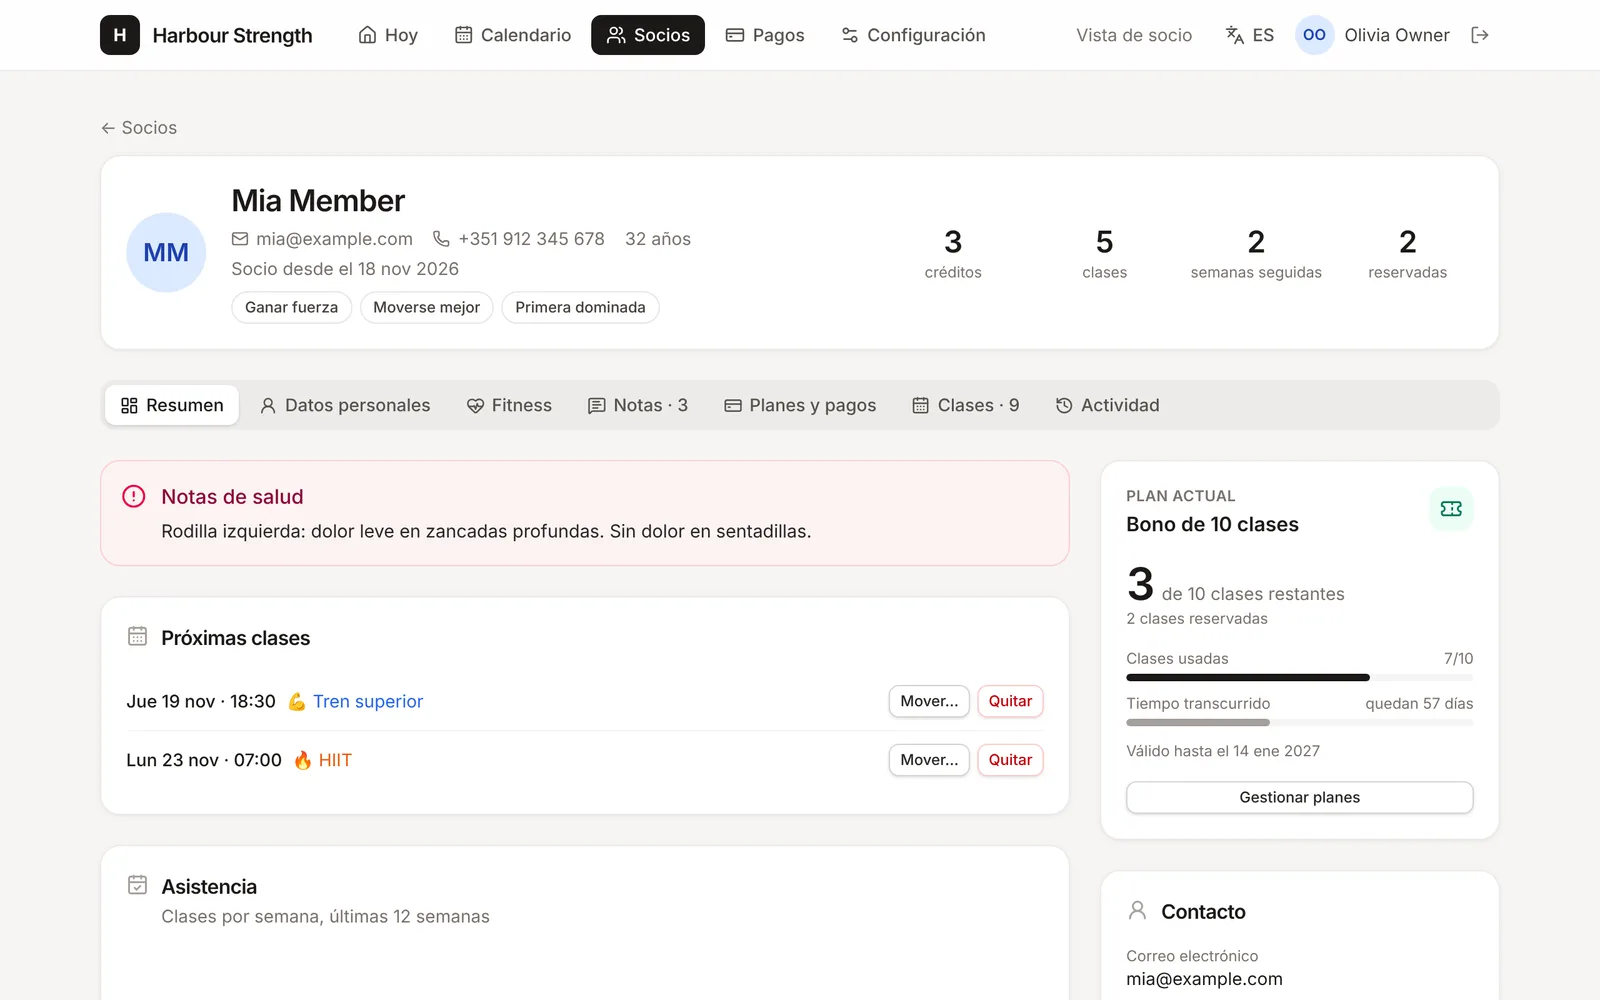 H Harbour Strength Hoy Calendario Socios Pagos Configuración Vista de socio ES OO Olivia Owner
← Socios
MM
Mia Member
mia@example.com +351 912 345 678 32 años
Socio desde el 18 nov 2026
Ganar fuerza Moverse mejor Primera dominada
3 créditos
5 clases
2 semanas seguidas
2 reservadas
Resumen Datos personales Fitness Notas · 3 Planes y pagos Clases · 9 Actividad
Notas de salud
Rodilla izquierda: dolor leve en zancadas profundas. Sin dolor en sentadillas.
Próximas clases
Jue 19 nov · 18:30 💪 Tren superior Mover... Quitar
Lun 23 nov · 07:00 🔥 HIIT Mover... Quitar
Asistencia
Clases por semana, últimas 12 semanas
PLAN ACTUAL
Bono de 10 clases
3 de 10 clases restantes
2 clases reservadas
Clases usadas 7/10
Tiempo transcurrido quedan 57 días
Válido hasta el 14 ene 2027
Gestionar planes
Contacto
Correo electrónico
mia@example.com